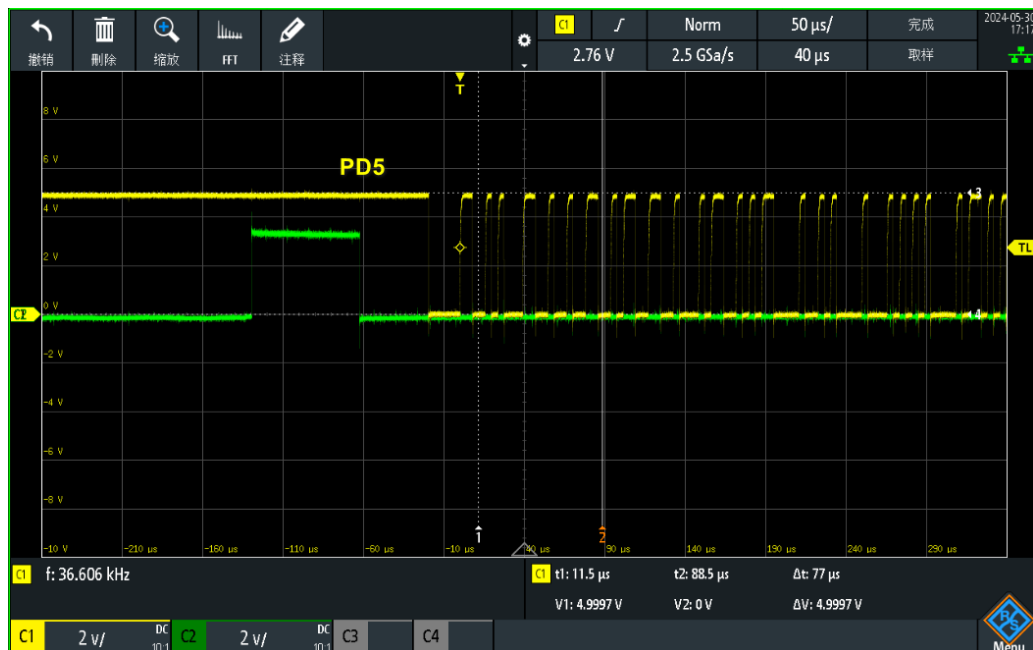 C1 Norm 50 µs/ 完成 2024-05-30
17:17
撤销 删除 缩放 FFT 注释
2.76 V 2.5 GSa/s 40 µs 取样
T
8 V
6 V
PD5
4 V
3
2 V
TL
0 V
C2
4
-2 V
-4 V
-6 V
-8 V
1 2
-10 V -210 µs -160 µs -110 µs -60 µs -10 µs 40 µs 90 µs 140 µs 190 µs 240 µs 290 µs
C1 f: 36.606 kHz
C1 t1: 11.5 µs t2: 88.5 µs Δt: 77 µs
V1: 4.9997 V V2: 0 V ΔV: 4.9997 V
C1 2 V/ DC 10:1 C2 2 V/ DC 10:1 C3 C4
R S
Menu